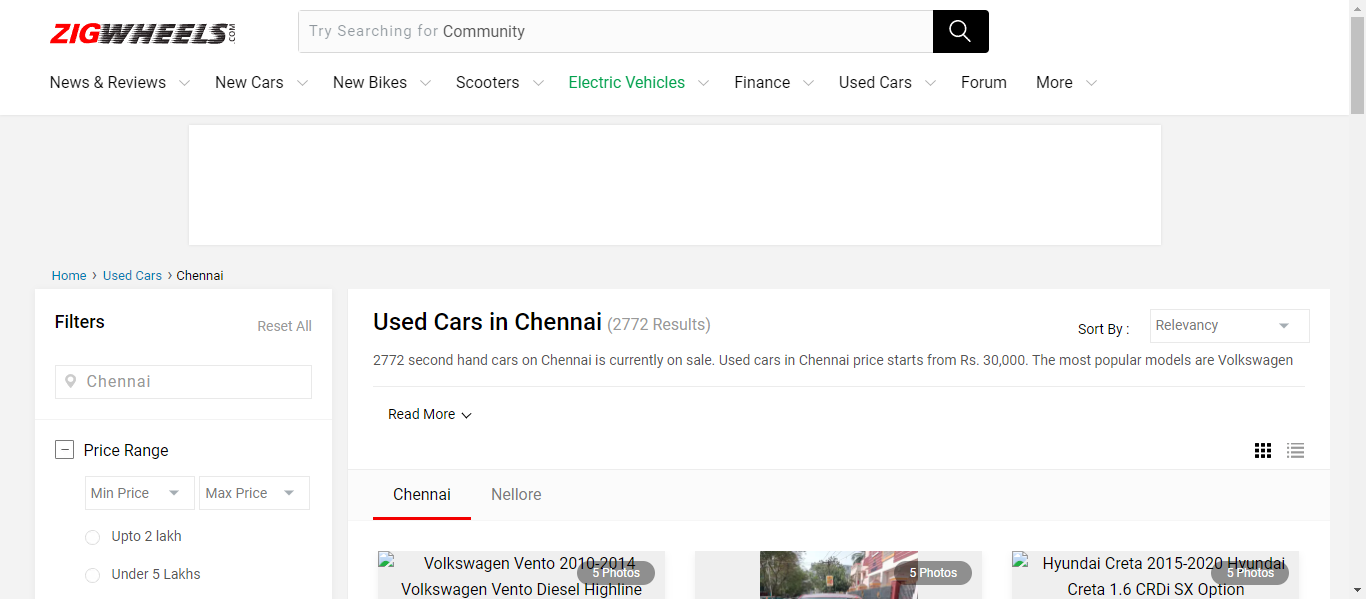 ZIGWHEELS.COM
Try Searching for Community
News & Reviews New Cars New Bikes Scooters Electric Vehicles Finance Used Cars Forum More
Home › Used Cars › Chennai
Filters
Reset All
Chennai
Price Range
Min Price Max Price
Upto 2 lakh
Under 5 Lakhs
Used Cars in Chennai (2772 Results)
Sort By : Relevancy
2772 second hand cars on Chennai is currently on sale. Used cars in Chennai price starts from Rs. 30,000. The most popular models are Volkswagen
Read More
Chennai Nellore
Volkswagen Vento 2010-2014
Volkswagen Vento Diesel Highline
5 Photos
5 Photos
Hyundai Creta 2015-2020 Hyundai
Creta 1.6 CRDi SX Option
5 Photos